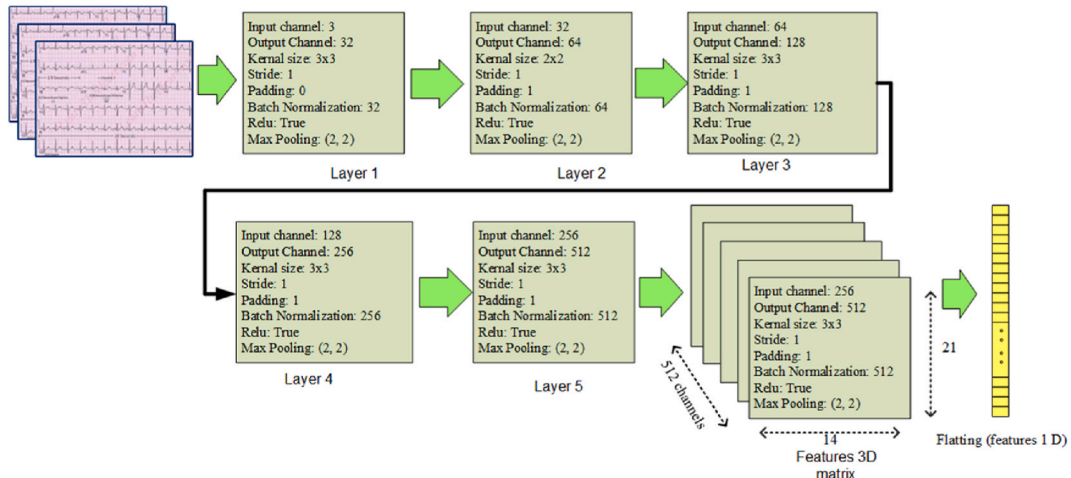 Input channel: 3
Output Channel: 32
Kernal size: 3x3
Stride: 1
Padding: 0
Batch Normalization: 32
Relu: True
Max Pooling: (2, 2)
Layer 1
Input channel: 32
Output Channel: 64
Kernal size: 2x2
Stride: 1
Padding: 1
Batch Normalization: 64
Relu: True
Max Pooling: (2, 2)
Layer 2
Input channel: 64
Output Channel: 128
Kernal size: 3x3
Stride: 1
Padding: 1
Batch Normalization: 128
Relu: True
Max Pooling: (2, 2)
Layer 3
Input channel: 128
Output Channel: 256
Kernal size: 3x3
Stride: 1
Padding: 1
Batch Normalization: 256
Relu: True
Max Pooling: (2, 2)
Layer 4
Input channel: 256
Output Channel: 512
Kernal size: 3x3
Stride: 1
Padding: 1
Batch Normalization: 512
Relu: True
Max Pooling: (2, 2)
Layer 5
Input channel: 256
Output Channel: 512
Kernal size: 3x3
Stride: 1
Padding: 1
Batch Normalization: 512
Relu: True
Max Pooling: (2, 2)
512 channels
14
21
Features 3D
matrix
Flatting (features 1 D)